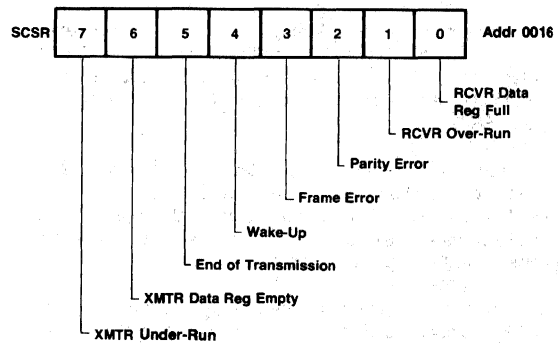 SCSR 7 6 5 4 3 2 1 0 Addr 0016
RCVR Data
Reg Full
RCVR Over-Run
Parity Error
Frame Error
Wake-Up
End of Transmission
XMTR Data Reg Empty
XMTR Under-Run